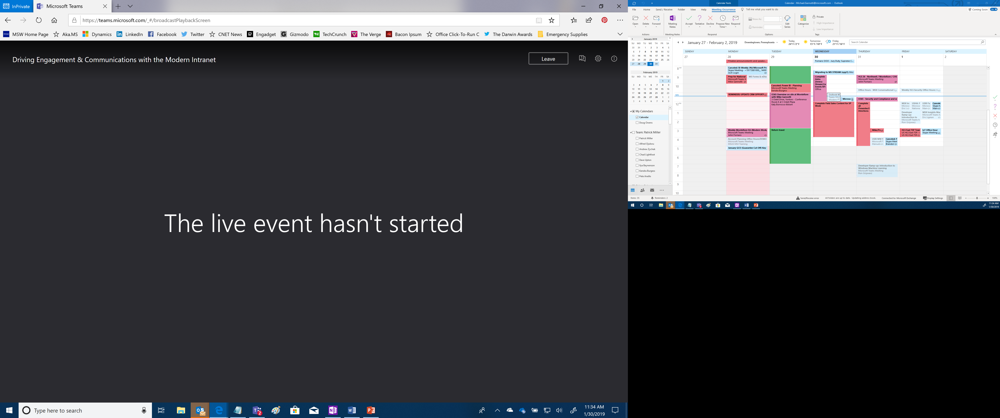 InPrivate
Microsoft Teams
https://teams.microsoft.com/_#/broadcastPlaybackScreen
MSW Home Page
Aka.MS
Dynamics
LinkedIn
Facebook
Twitter
CNET News
Engadget
Gizmodo
TechCrunch
The Verge
Bacon Ipsum
Office Click-To-Run C
The Darwin Awards
Emergency Supplies
Driving Engagement & Communications with the Modern Intranet
Leave
The live event hasn't started
Type here to search
11:34 AM
1/30/2019
Calendar Tools
Calendar - Michael.Gannotti@microsoft.com - Outlook
File Home Send / Receive Folder View Help Meeting Occurrence Tell me what you want to do
Coming Soon On
Open Delete Forward
Meeting Notes
Accept Tentative Decline Propose New Time Respond
Show As:
Reminder:
Edit Series
Categorize
Private
High Importance
Low Importance
Actions Meeting Notes Respond Options Tags
January 2019
SU MO TU WE TH FR SA
30 31 1 2 3 4 5
6 7 8 9 10 11 12
13 14 15 16 17 18 19
20 21 22 23 24 25 26
27 28 29 30 31
February 2019
SU MO TU WE TH FR SA
1 2
3 4 5 6 7 8 9
10 11 12 13 14 15 16
17 18 19 20 21 22 23
24 25 26 27 28 1 2
3 4 5 6 7 8 9
My Calendars
Calendar
Doug Owens
Team: Patrick Miller
Patrick Miller
Alfred Ojukwu
Andrew Zychek
Chad Lightfoot
Dave Upton
Ilya Beynenson
Kendra Burgess
Pete Anello
January 27 - February 2, 2019
Downingtown, Pennsylvania
Today
24°F/2°F
Tomorrow
15°F/10°F
Friday
21°F/16°F
Search Calendar
SUNDAY MONDAY TUESDAY WEDNESDAY THURSDAY FRIDAY SATURDAY
27 28 29 30 31 1 2
8 AM
9
10
11
12 PM
1
2
3
4
5
6
7
8
9
10
Finalize announcements and speake...
Canceled: Bi-Weekly JNJ/Microsoft Pr
Josh Login
Prep for National
Microsoft Teams M
Mike Gannotti
MS Forms & eDis
REMINDER: UPDATE CRM OPPORTI
Weekly Montefiore EA (Modern Work
Microsoft Teams Meeting
John Fornaro
Account Planning Office Hours/DEMO
Microsoft Teams Meeting
MSUS MSX Training
January GCO (Guarantee Cut-Off) Key
Canceled: Power BI - Planning
Microsoft Teams Meeting
Kendra Burgess
O365 Overview on site at Montefiore
with Mike Gannotti
3 Odell Drive, Yonkers - Conference
Room E at 3 Odell Plaza
Katy Borrosso-Kikkert
Return travel
Fornaro OOO - Jury Duty; Supreme C...
Migrating to MS STREAM (opp?); Micr
Complete
Astra
Zeneca
Stream/Liv
Events RFI
Office
Outlook M
Teams Me
Modern
Microso
Complete Field Sales Content for SP
Week
HLS 26 - Northwell / Montefiore / CHS
Microsoft Teams Meeting
John Fornaro
Office Hours - MSX Conversational I
O365 - Security and Compliance and w
Complete
all
Presenter/
Directions
Mike/Pa
USRI MW F
Microsoft T
Manuel
Canceled: F
Skype Meet
Brandor
Developer Ramp-up: Introduction to
Windows Machine Learning
Microsoft Teams Meeting
Ron Grzywacz
Weekly HLS Security Office Hours; U
MSX In
Microsc
Eric L
USHA: F
Microso
Nationa
USRI Fa
Microso
Man
Cancele
Skype M
Man
Developer
Ramp-up:
Introduction to
Microsoft Teams M
Ron Grzywacz
MSX Insights Mar
Microsoft Teams M
Eric Ligman
HLS East TSP Tean
US HLS East TSP / I
US HLS East TSF
IoT Office Hour
Skype Meeting;
Items: 35
Reminders: 2
Send/Receive error
All folders are up to date.
Updating address book.
Connected to: Microsoft Exchange
Display Settings
100%
11:34 AM
1/30/2019